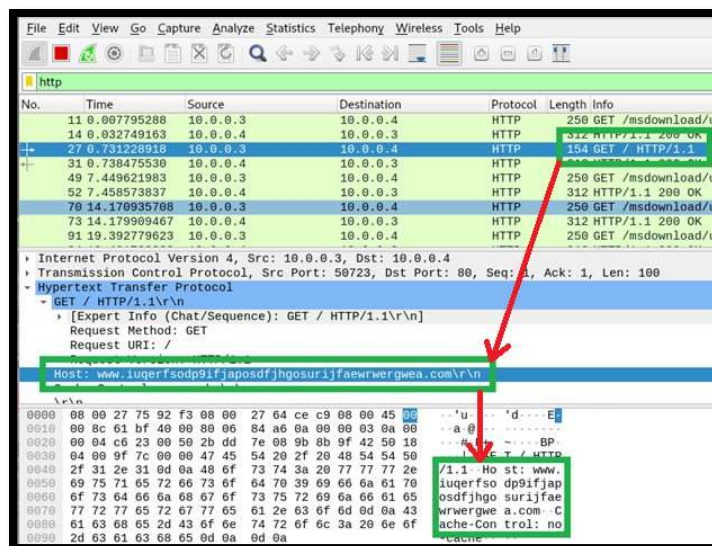 File Edit View Go Capture Analyze Statistics Telephony Wireless Tools Help
http
No. Time Source Destination Protocol Length Info
11 0.007795288 10.0.0.3 10.0.0.4 HTTP 250 GET /msdownload/u
14 0.032749163 10.0.0.4 10.0.0.3 HTTP 312 HTTP/1.1 200 OK
27 0.731228918 10.0.0.3 10.0.0.4 HTTP 154 GET / HTTP/1.1
31 0.738475530 10.0.0.4 10.0.0.3 HTTP 200 OK
49 7.449621983 10.0.0.3 10.0.0.4 HTTP 250 GET /msdownload/u
52 7.458573837 10.0.0.4 10.0.0.3 HTTP 312 HTTP/1.1 200 OK
70 14.170935708 10.0.0.3 10.0.0.4 HTTP 250 GET /msdownload/u
73 14.179909467 10.0.0.4 10.0.0.3 HTTP 312 HTTP/1.1 200 OK
91 19.392779623 10.0.0.3 10.0.0.4 HTTP 250 GET /msdownload/u
Internet Protocol Version 4, Src: 10.0.0.3, Dst: 10.0.0.4
Transmission Control Protocol, Src Port: 50723, Dst Port: 80, Seq: 1, Ack: 1, Len: 100
Hypertext Transfer Protocol
GET / HTTP/1.1\r\n
[Expert Info (Chat/Sequence): GET / HTTP/1.1\r\n]
Request Method: GET
Request URI: /
Host: www.iuqerfsodp9ifjaposdfjhgosurijfaewrwergwea.com\r\n
\r\n
0000 08 00 27 75 92 f3 08 00 27 64 ce c9 08 00 45 00 ··'u···· 'd····E·
0010 00 8c 61 bf 40 00 80 06 84 a6 0a 00 00 03 0a 00 ··a·@··· ········
0020 00 04 c6 23 00 50 2b dd 7e 08 9b 8b 9f 42 50 18 ···#·P+· ~····BP·
0030 04 00 9f 7c 00 00 47 45 54 20 2f 20 48 54 54 50 T / HTTP
0040 2f 31 2e 31 0d 0a 48 6f 73 74 3a 20 77 77 77 2e /1.1··Ho st: www.
0050 69 75 71 65 72 66 73 6f 64 70 39 69 66 6a 61 70 iuqerfso dp9ifjap
0060 6f 73 64 66 6a 68 67 6f 73 75 72 69 6a 66 61 65 osdfjhgo surijfae
0070 77 72 77 65 72 67 77 65 61 2e 63 6f 6d 0d 0a 43 wrwergwe a.com··C
0080 61 63 68 65 2d 43 6f 6e 74 72 6f 6c 3a 20 6e 6f ache-Con trol: no
0090 2d 63 61 63 68 65 0d 0a 0d 0a -cache·· ··